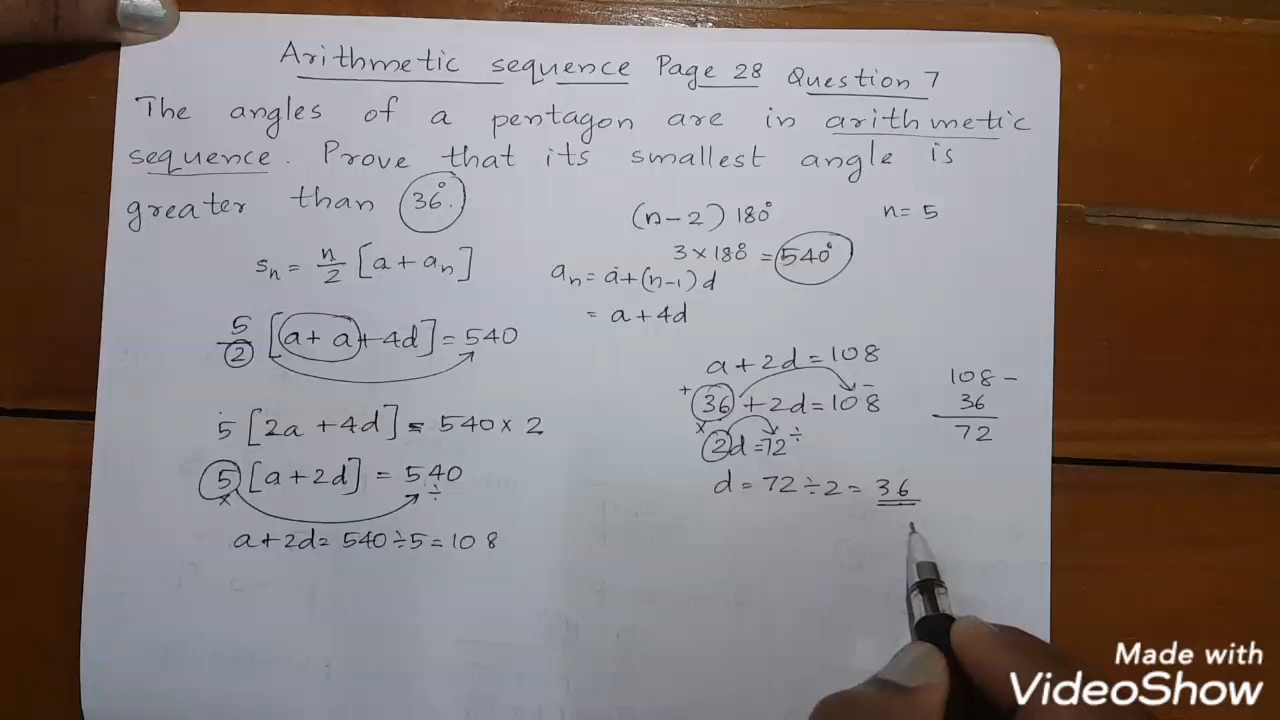 Arithmetic sequence Page 28 Question 7
The angles of a pentagon are in arithmetic
sequence. Prove that its smallest angle is
greater than 36°.
(n-2) 180° n=5
3×180° = 540°
Sn = n/2 [a + an]
an = a+(n-1)d
= a+4d
5/2 [a+ a+4d] = 540
5 [2a +4d] = 540 × 2
5 [a+2d] = 540
× ÷
a+2d= 540÷5=108
a+2d=108
+ −
36 +2d=108
× ÷
2d=72
d = 72÷2= 36
108 −
36
72
Made with
VideoShow